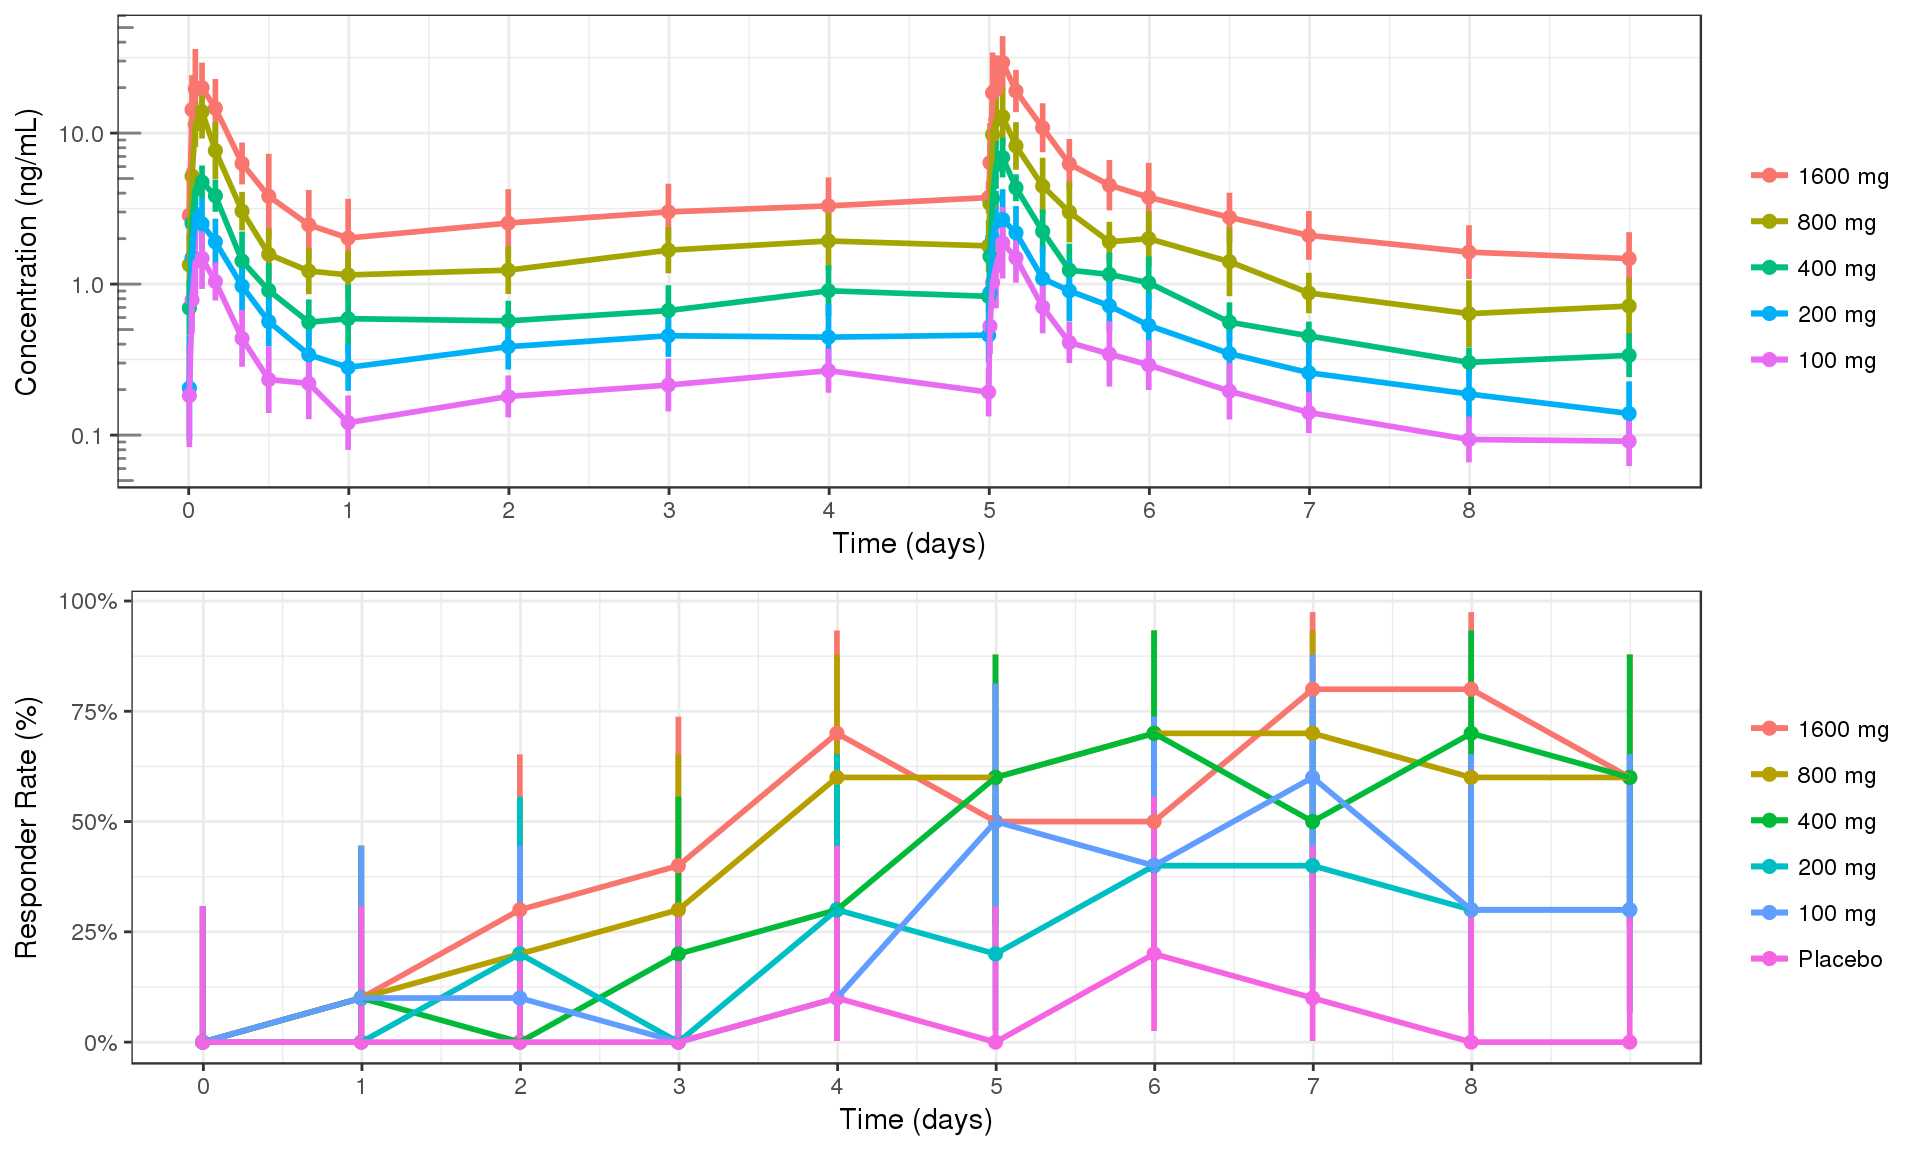 Concentration (ng/mL)
10.0
1.0
0.1
0 1 2 3 4 5 6 7 8
Time (days)
1600 mg
800 mg
400 mg
200 mg
100 mg
Responder Rate (%)
100%
75%
50%
25%
0%
0 1 2 3 4 5 6 7 8
Time (days)
1600 mg
800 mg
400 mg
200 mg
100 mg
Placebo